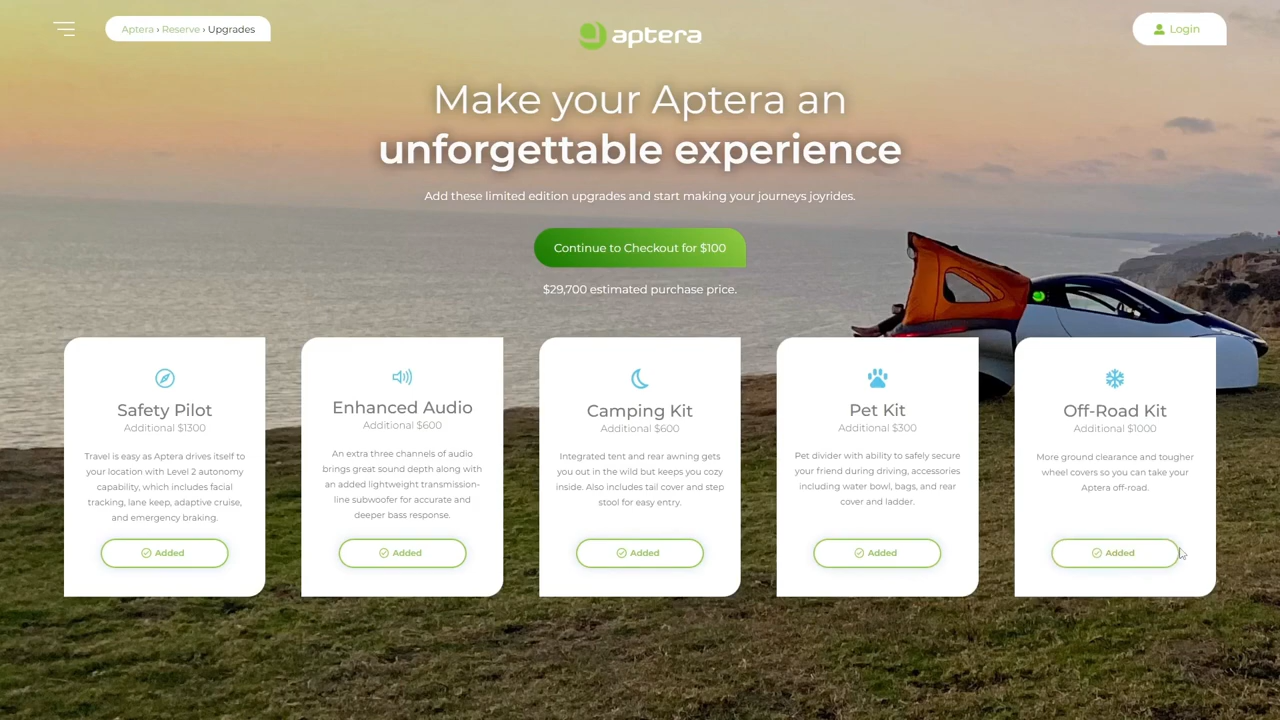 Aptera › Reserve › Upgrades
aptera
Login
Make your Aptera an
unforgettable experience
Add these limited edition upgrades and start making your journeys joyrides.
Continue to Checkout for $100
$29,700 estimated purchase price.
Safety Pilot
Additional $1300
Travel is easy as Aptera drives itself to
your location with Level 2 autonomy
capability, which includes facial
tracking, lane keep, adaptive cruise,
and emergency braking.
Added
Enhanced Audio
Additional $600
An extra three channels of audio
brings great sound depth along with
an added lightweight transmission-
line subwoofer for accurate and
deeper bass response.
Added
Camping Kit
Additional $600
Integrated tent and rear awning gets
you out in the wild but keeps you cozy
inside. Also includes tail cover and step
stool for easy entry.
Added
Pet Kit
Additional $300
Pet divider with ability to safely secure
your friend during driving, accessories
including water bowl, bags, and rear
cover and ladder.
Added
Off-Road Kit
Additional $1000
More ground clearance and tougher
wheel covers so you can take your
Aptera off-road.
Added